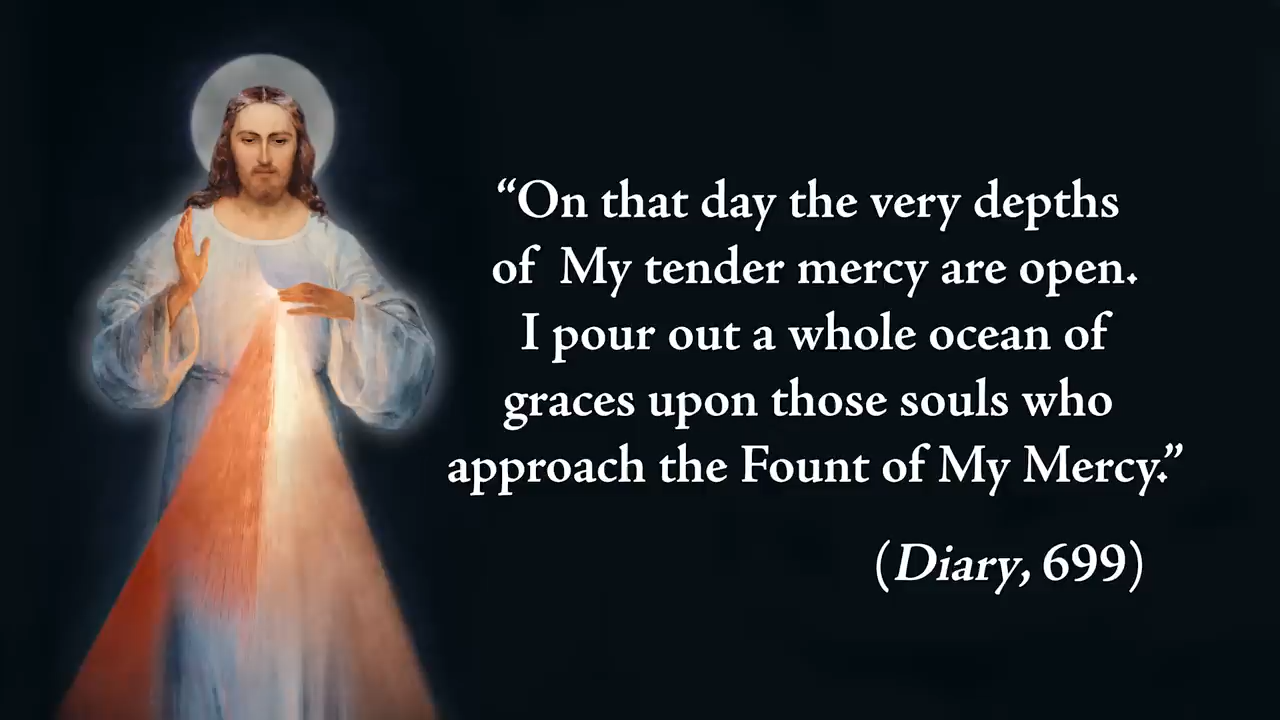 “On that day the very depths
of My tender mercy are open.
I pour out a whole ocean of
graces upon those souls who
approach the Fount of My Mercy.”
(Diary, 699)